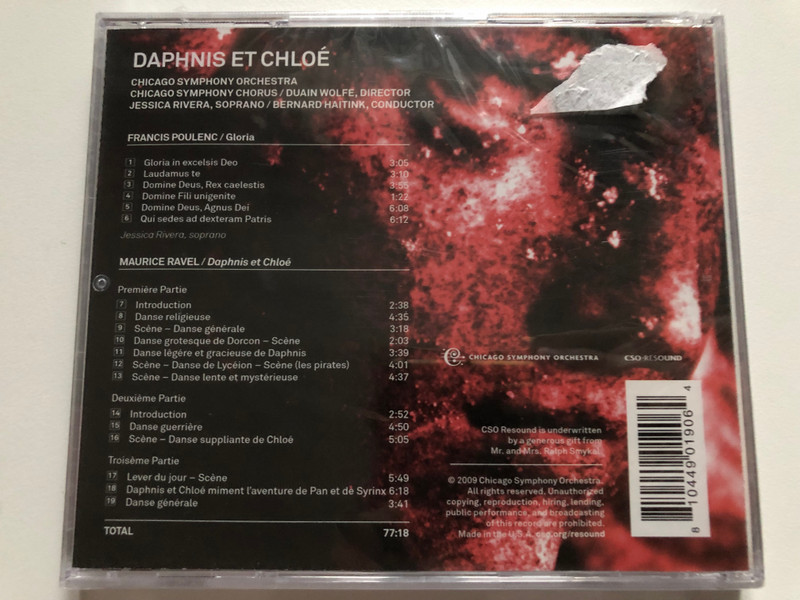 DAPHNIS ET CHLOÉ
CHICAGO SYMPHONY ORCHESTRA
CHICAGO SYMPHONY CHORUS / DUAIN WOLFE, DIRECTOR
JESSICA RIVERA, SOPRANO / BERNARD HAITINK, CONDUCTOR
FRANCIS POULENC / Gloria
1 Gloria in excelsis Deo 3:05
2 Laudamus te 3:10
3 Domine Deus, Rex caelestis 3:55
4 Domine Fili unigenite 1:22
5 Domine Deus, Agnus Dei 6:08
6 Qui sedes ad dexteram Patris 6:12
Jessica Rivera, soprano
MAURICE RAVEL / Daphnis et Chloé
Première Partie
7 Introduction 2:38
8 Danse religieuse 4:35
9 Scène – Danse générale 3:18
10 Danse grotesque de Dorcon – Scène 2:03
11 Danse légère et gracieuse de Daphnis 3:39
12 Scène – Danse de Lycéion – Scène (les pirates) 4:01
13 Scène – Danse lente et mystérieuse 4:37
Deuxième Partie
14 Introduction 2:52
15 Danse guerrière 4:50
16 Scène – Danse suppliante de Chloé 5:05
Troisème Partie
17 Lever du jour – Scène 5:49
18 Daphnis et Chloé miment l'aventure de Pan et de Syrinx 6:18
19 Danse générale 3:41
TOTAL 77:18
CHICAGO SYMPHONY ORCHESTRA
CSO RESOUND
CSO Resound is underwritten
by a generous gift from
Mr. and Mrs. Ralph Smykal.
© 2009 Chicago Symphony Orchestra.
All rights reserved. Unauthorized
copying, reproduction, hiring, lending,
public performance, and broadcasting
of this record are prohibited.
Made in the U.S.A. cso.org/resound
8 10449 01906 4